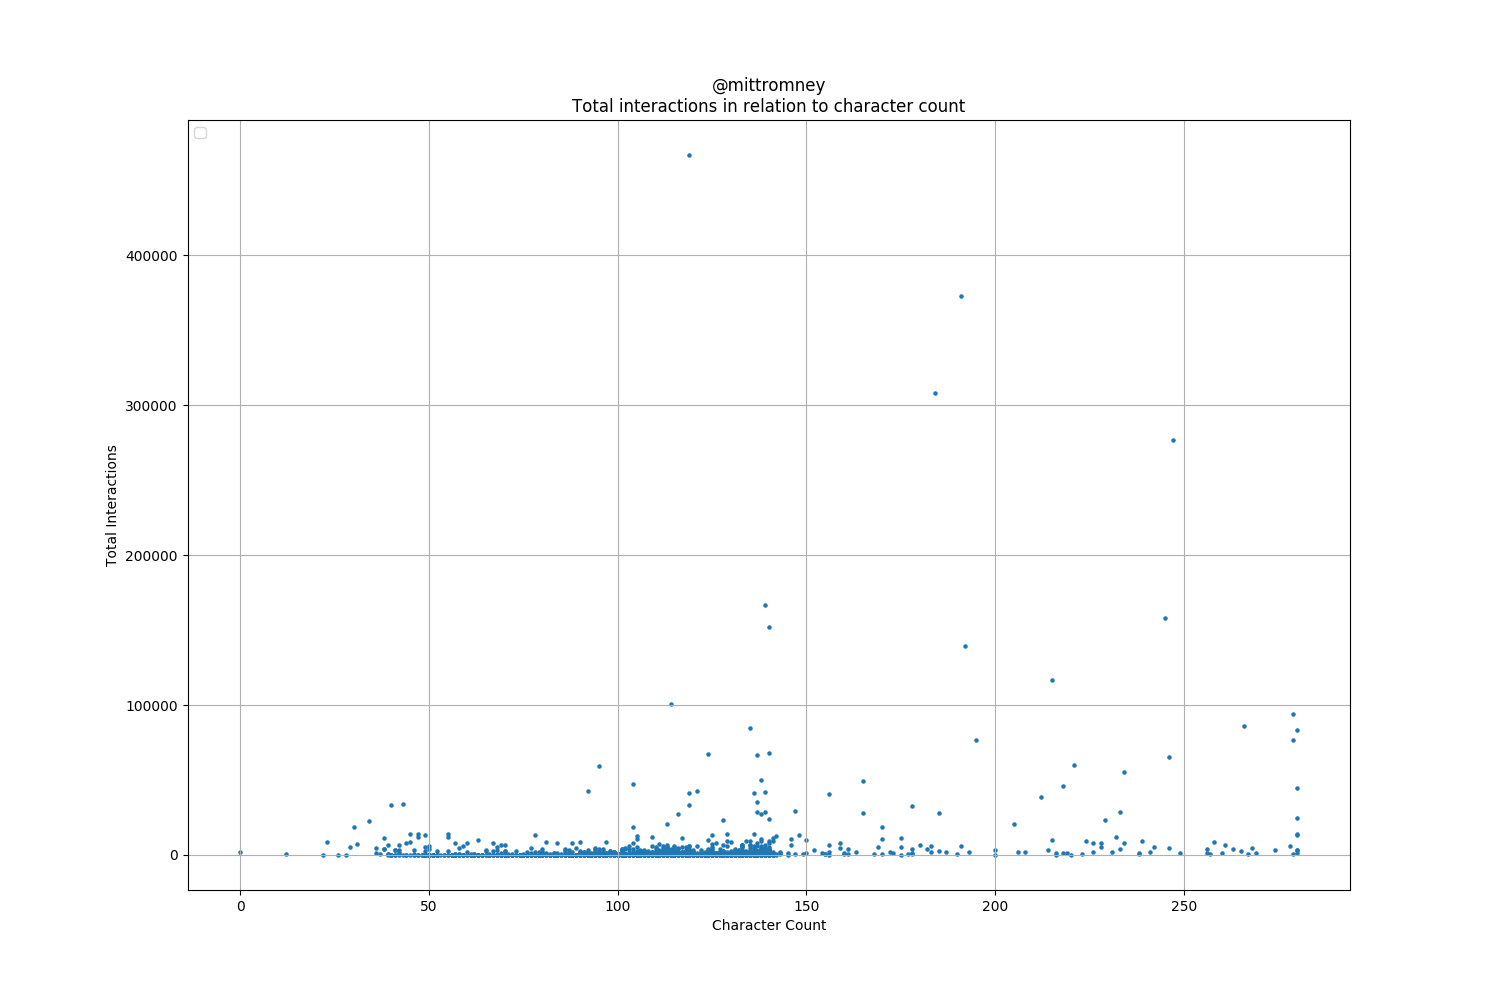 @mittromney
Total interactions in relation to character count
400000
300000
200000
100000
0
Total Interactions
0 50 100 150 200 250
Character Count